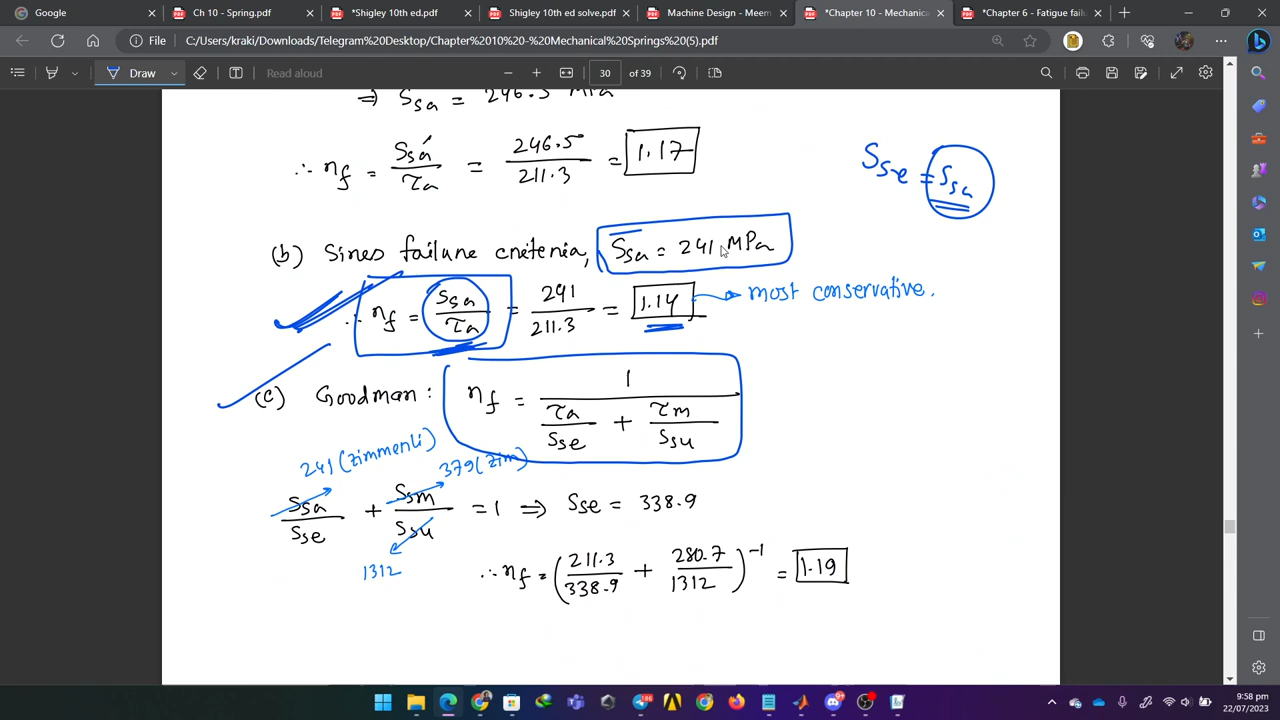 Google
Ch 10 - Spring.pdf
*Shigley 10th ed.pdf
Shigley 10th ed solve.pdf
Machine Design - Meem
*Chapter 10 - Mechanica
*Chapter 6 - Fatigue failu
File
C:/Users/kraki/Downloads/Telegram%20Desktop/Chapter%2010%20-%20Mechanical%20Springs%20(5).pdf
Draw
Read aloud
30 of 39
⇒ Ssa = 246.5 MPa
∴ nf = Ssa / τa = 246.5 / 211.3 = 1.17
Sse = Ssa
(b) Sines failure criteria, Ssa = 241 MPa
∴ nf = Ssa / τa = 241 / 211.3 = 1.14 → most conservative.
(c) Goodman : nf = 1 / (τa / Sse + τm / Ssu)
241 (zimmerli)
379 (zim)
Ssa / Sse + Ssm / Ssu = 1 ⇒ Sse = 338.9
1312
∴ nf = (211.3 / 338.9 + 280.7 / 1312)^-1 = 1.19
9:58 pm
22/07/2023